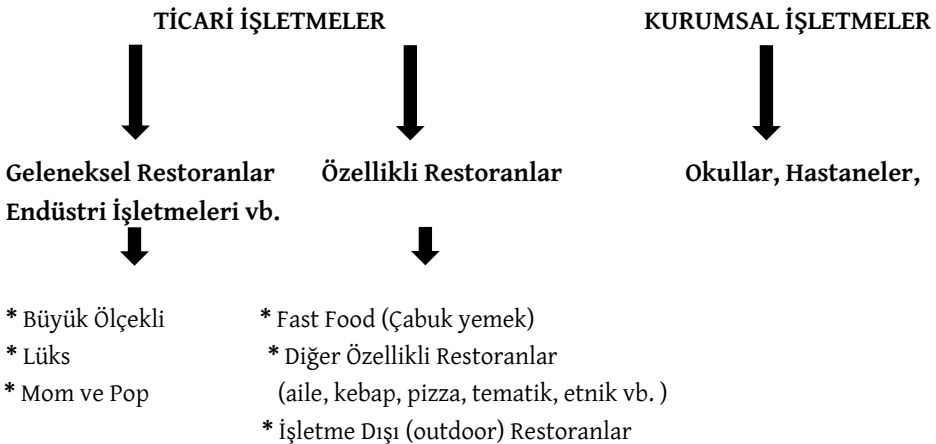 TİCARİ İŞLETMELER KURUMSAL İŞLETMELER
Geleneksel Restoranlar Özellikli Restoranlar Okullar, Hastaneler,
Endüstri İşletmeleri vb.
* Büyük Ölçekli * Fast Food (Çabuk yemek)
* Lüks * Diğer Özellikli Restoranlar
* Mom ve Pop (aile, kebap, pizza, tematik, etnik vb. )
* İşletme Dışı (outdoor) Restoranlar